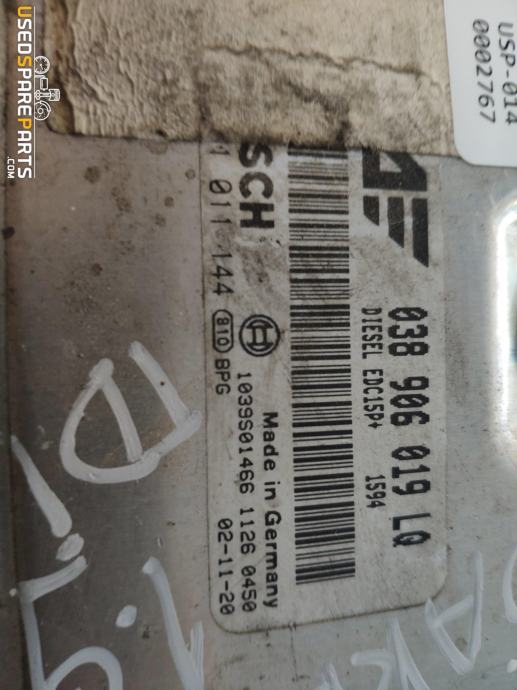 USEDSPAREPARTS.COM
USP-014
0002767
038 906 019 LQ
DIESEL EDC15P+ 1594
SCH
1 011 144 810 BPG
Made in Germany
1039S01466 1126 0450
02-11-20